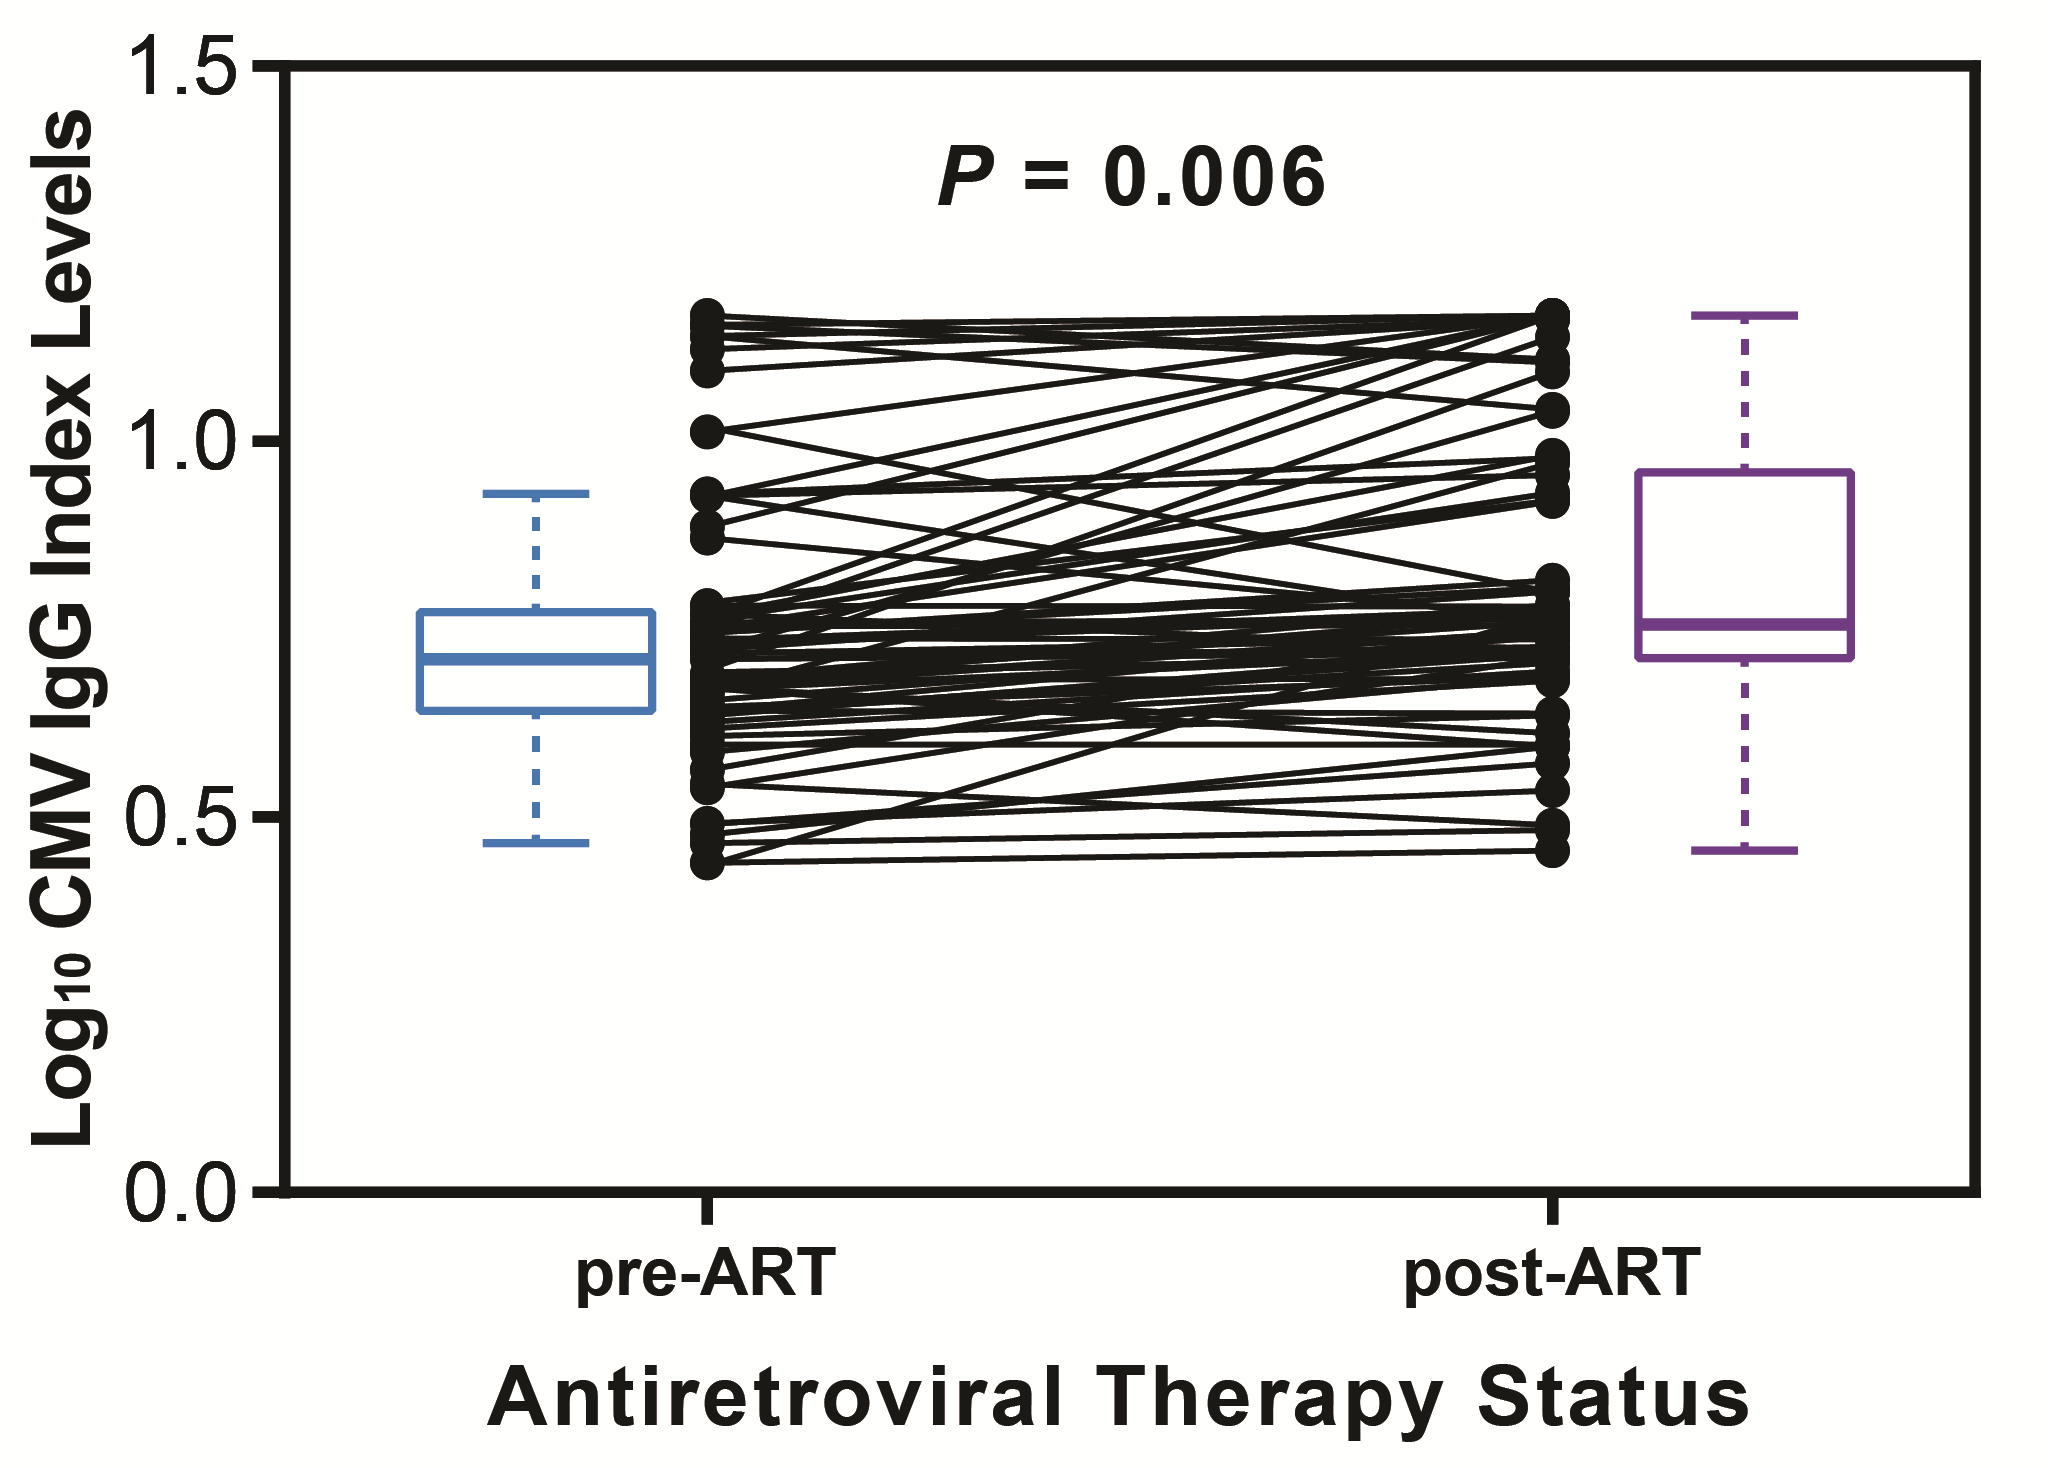 Log₁₀ CMV IgG Index Levels
1.5
1.0
0.5
0.0
P = 0.006
pre-ART
post-ART
Antiretroviral Therapy Status